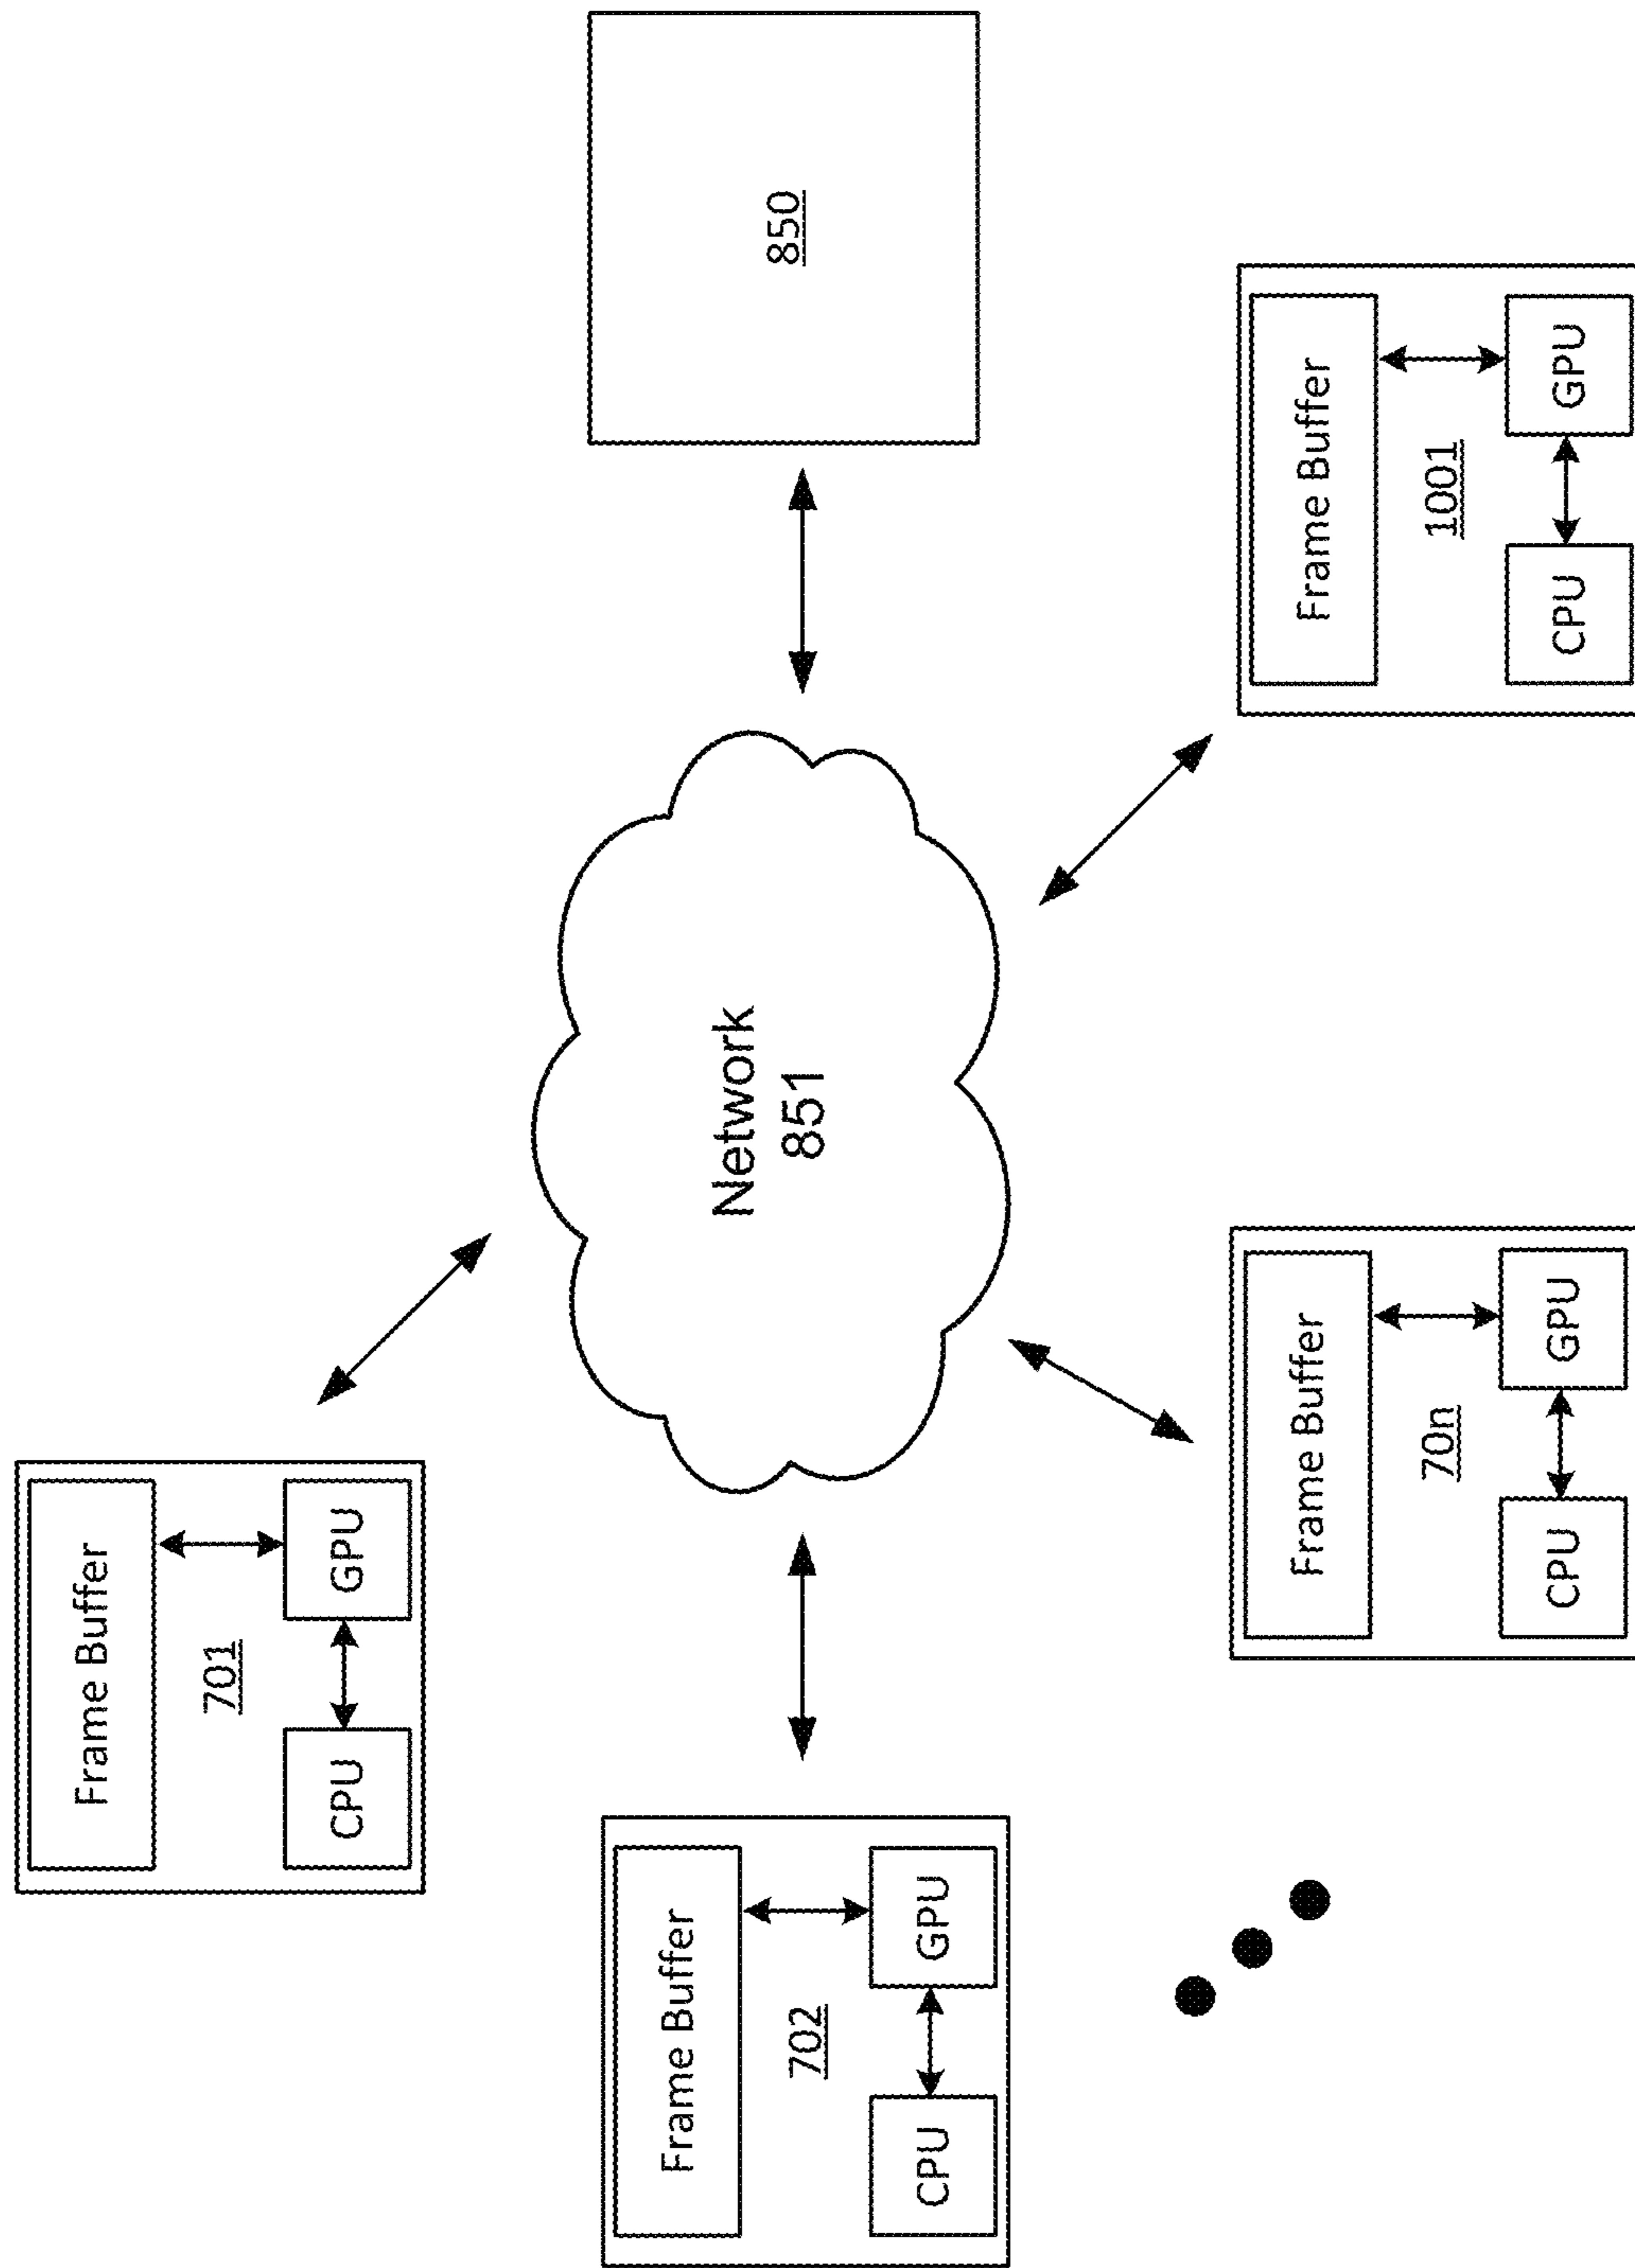 Frame Buffer
701
CPU
GPU
Frame Buffer
702
CPU
GPU
Network
851
850
Frame Buffer
70n
CPU
GPU
Frame Buffer
1001
CPU
GPU